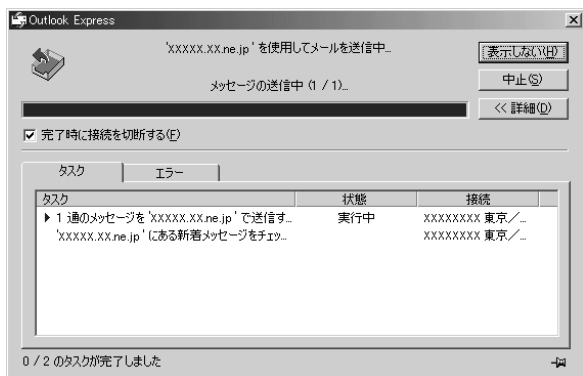 Outlook Express
'xxxxx.xx.ne.jp' を使用してメールを送信中...
表示しない(H)
メッセージの送信中 (1 / 1)...
中止(S)
<< 詳細(D)
完了時に接続を切断する(F)
タスク エラー
タスク 状態 接続
1 通のメッセージを 'xxxxx.xx.ne.jp' で送信す... 実行中 XXXXXXXX 東京／...
'xxxxx.xx.ne.jp' にある新着メッセージをチェッ... XXXXXXXX 東京／...
0 / 2 のタスクが完了しました